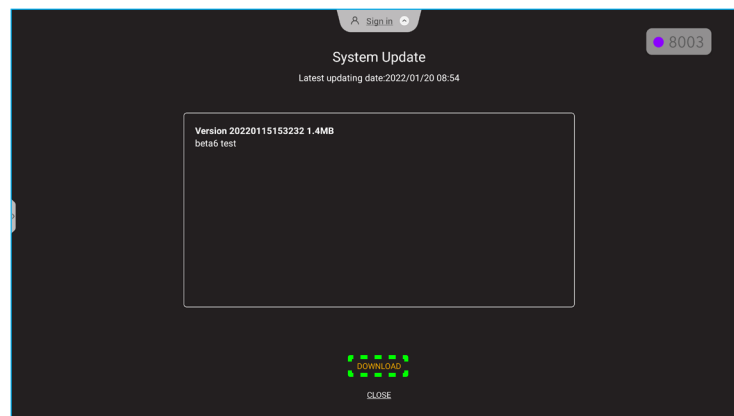 Sign in
8003
System Update
Latest updating date:2022/01/20 08:54
Version 20220115153232 1.4MB
beta6 test
DOWNLOAD
CLOSE